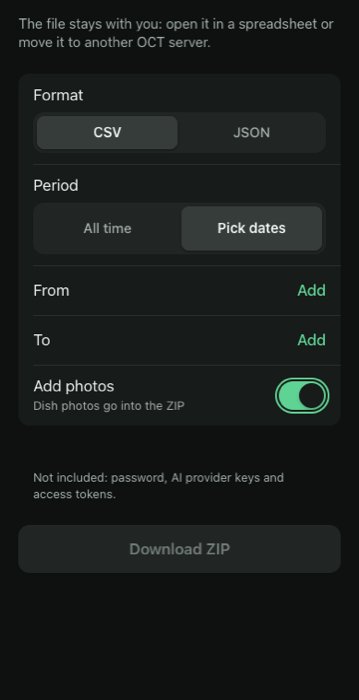 The file stays with you: open it in a spreadsheet or
move it to another OCT server.
Format
CSV
JSON
Period
All time
Pick dates
From
Add
To
Add
Add photos
Dish photos go into the ZIP
Not included: password, AI provider keys and
access tokens.
Download ZIP